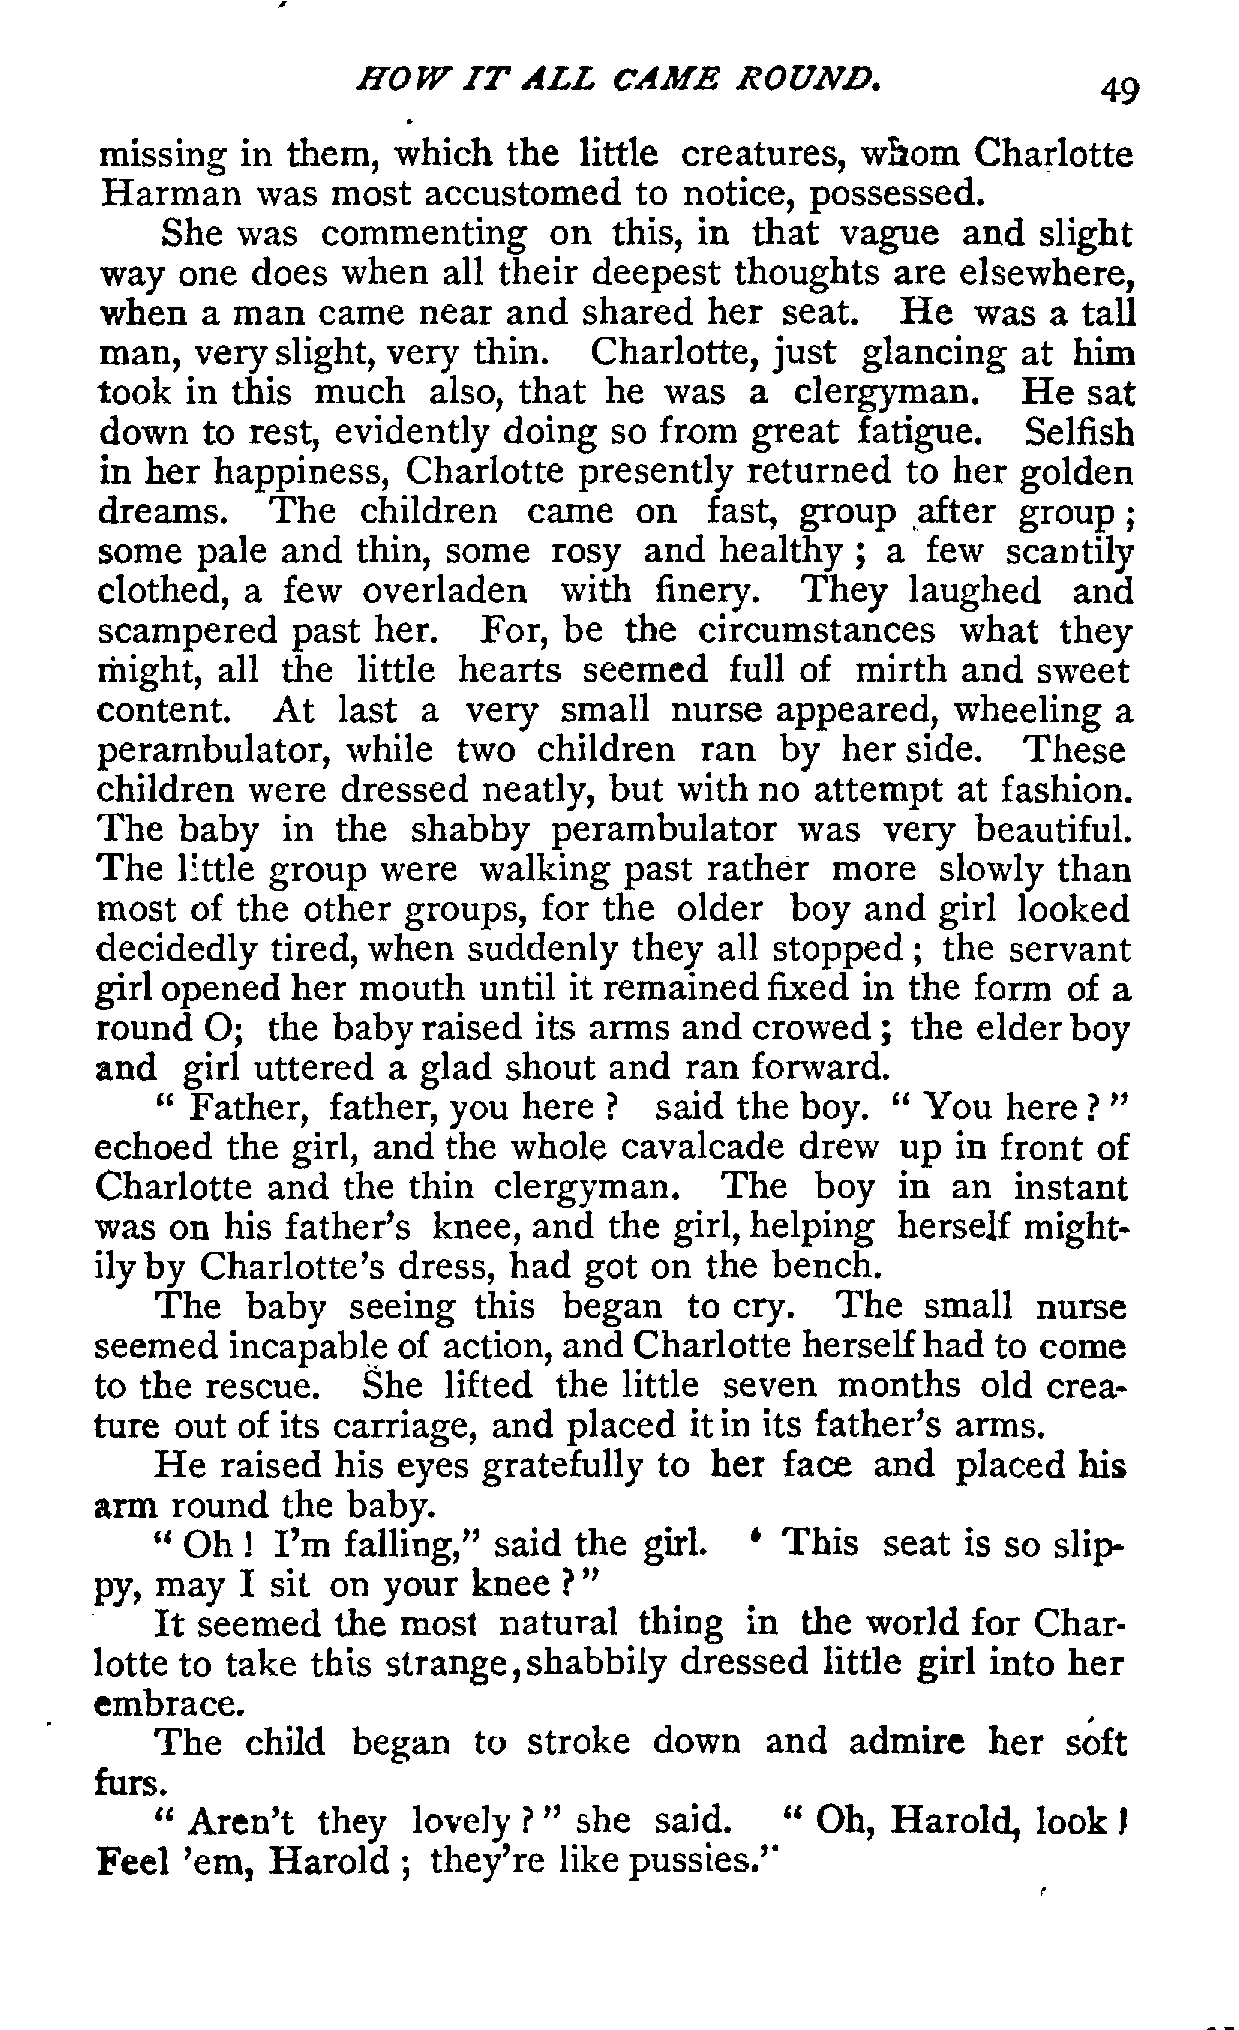 HOW IT ALL CAME ROUND. 49
missing in them, which the little creatures, whom Charlotte
Harman was most accustomed to notice, possessed.
She was commenting on this, in that vague and slight
way one does when all their deepest thoughts are elsewhere,
when a man came near and shared her seat. He was a tall
man, very slight, very thin. Charlotte, just glancing at him
took in this much also, that he was a clergyman. He sat
down to rest, evidently doing so from great fatigue. Selfish
in her happiness, Charlotte presently returned to her golden
dreams. The children came on fast, group after group ;
some pale and thin, some rosy and healthy ; a few scantily
clothed, a few overladen with finery. They laughed and
scampered past her. For, be the circumstances what they
might, all the little hearts seemed full of mirth and sweet
content. At last a very small nurse appeared, wheeling a
perambulator, while two children ran by her side. These
children were dressed neatly, but with no attempt at fashion.
The baby in the shabby perambulator was very beautiful.
The little group were walking past rather more slowly than
most of the other groups, for the older boy and girl looked
decidedly tired, when suddenly they all stopped ; the servant
girl opened her mouth until it remained fixed in the form of a
round O; the baby raised its arms and crowed ; the elder boy
and girl uttered a glad shout and ran forward.
“ Father, father, you here ? said the boy. “ You here ? ”
echoed the girl, and the whole cavalcade drew up in front of
Charlotte and the thin clergyman. The boy in an instant
was on his father’s knee, and the girl, helping herself might-
ily by Charlotte’s dress, had got on the bench.
The baby seeing this began to cry. The small nurse
seemed incapable of action, and Charlotte herself had to come
to the rescue. She lifted the little seven months old crea-
ture out of its carriage, and placed it in its father’s arms.
He raised his eyes gratefully to her face and placed his
arm round the baby.
“ Oh ! I’m falling,” said the girl. ‘ This seat is so slip-
py, may I sit on your knee ? ”
It seemed the most natural thing in the world for Char-
lotte to take this strange, shabbily dressed little girl into her
embrace.
The child began to stroke down and admire her soft
furs.
“ Aren’t they lovely ? ” she said. “ Oh, Harold, look !
Feel ’em, Harold ; they’re like pussies.”